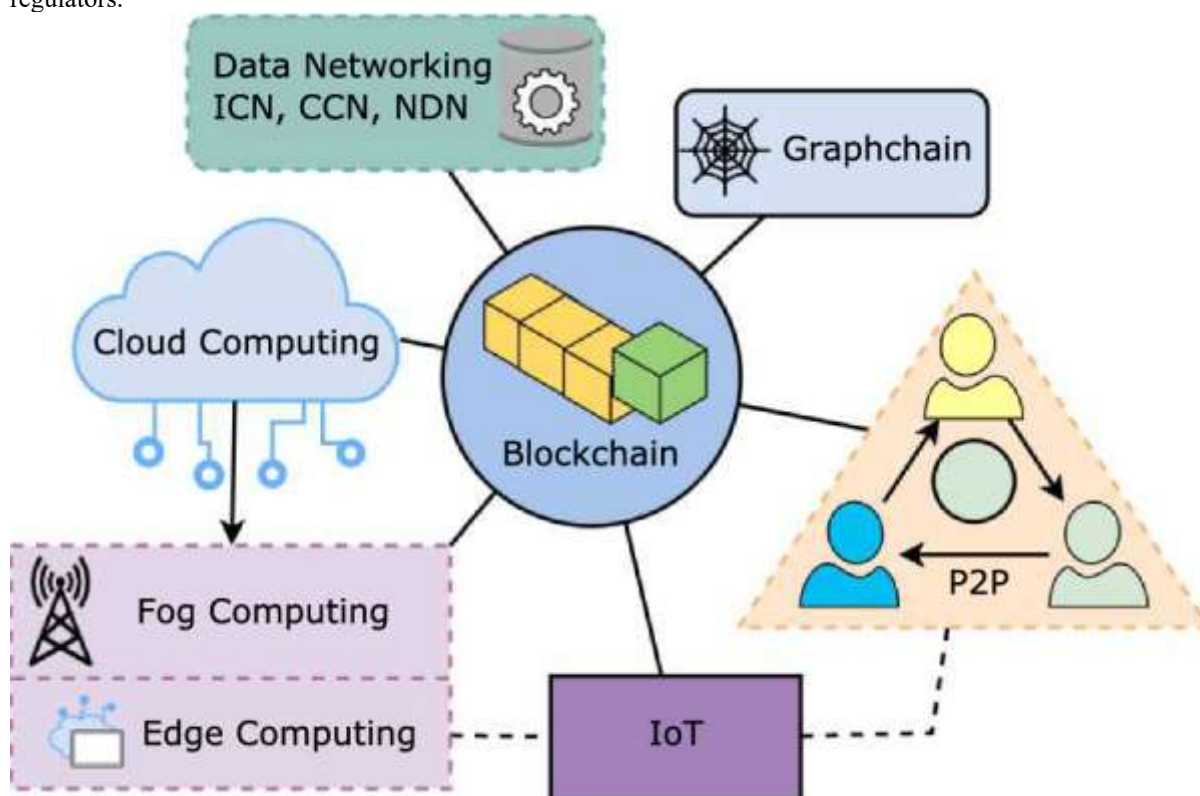 regulators.
Data Networking
ICN, CCN, NDN
Graphchain
Cloud Computing
Blockchain
P2P
Fog Computing
Edge Computing
IoT